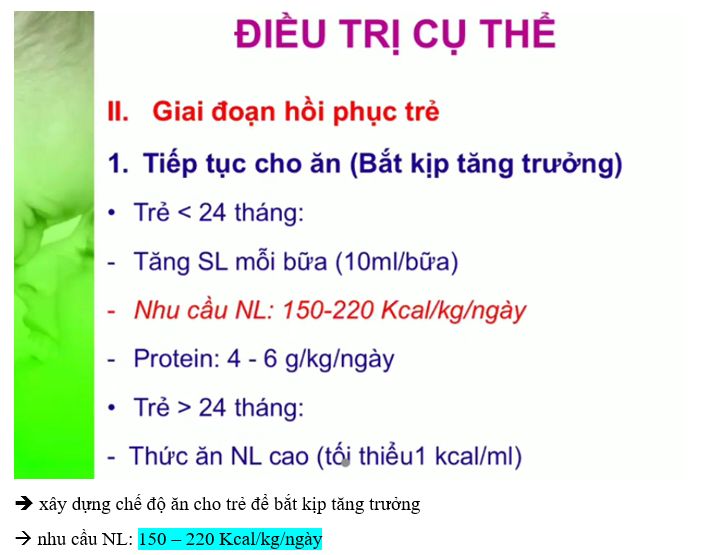 ĐIỀU TRỊ CỤ THỂ
II. Giai đoạn hồi phục trẻ
1. Tiếp tục cho ăn (Bắt kịp tăng trưởng)
• Trẻ < 24 tháng:
- Tăng SL mỗi bữa (10ml/bữa)
- Nhu cầu NL: 150-220 Kcal/kg/ngày
- Protein: 4 - 6 g/kg/ngày
• Trẻ > 24 tháng:
- Thức ăn NL cao (tối thiểu1 kcal/ml)
➔ xây dựng chế độ ăn cho trẻ để bắt kịp tăng trưởng
→ nhu cầu NL: 150 – 220 Kcal/kg/ngày